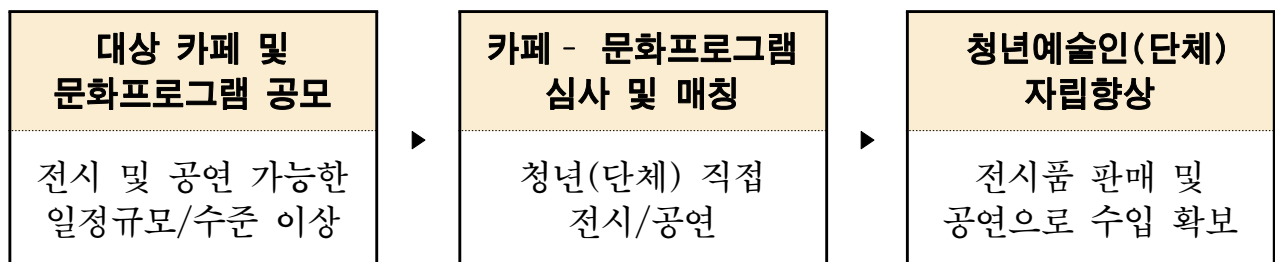 대상 카페 및
문화프로그램 공모
전시 및 공연 가능한
일정규모/수준 이상
▶
카페 - 문화프로그램
심사 및 매칭
청년(단체) 직접
전시/공연
▶
청년예술인(단체)
자립향상
전시품 판매 및
공연으로 수입 확보